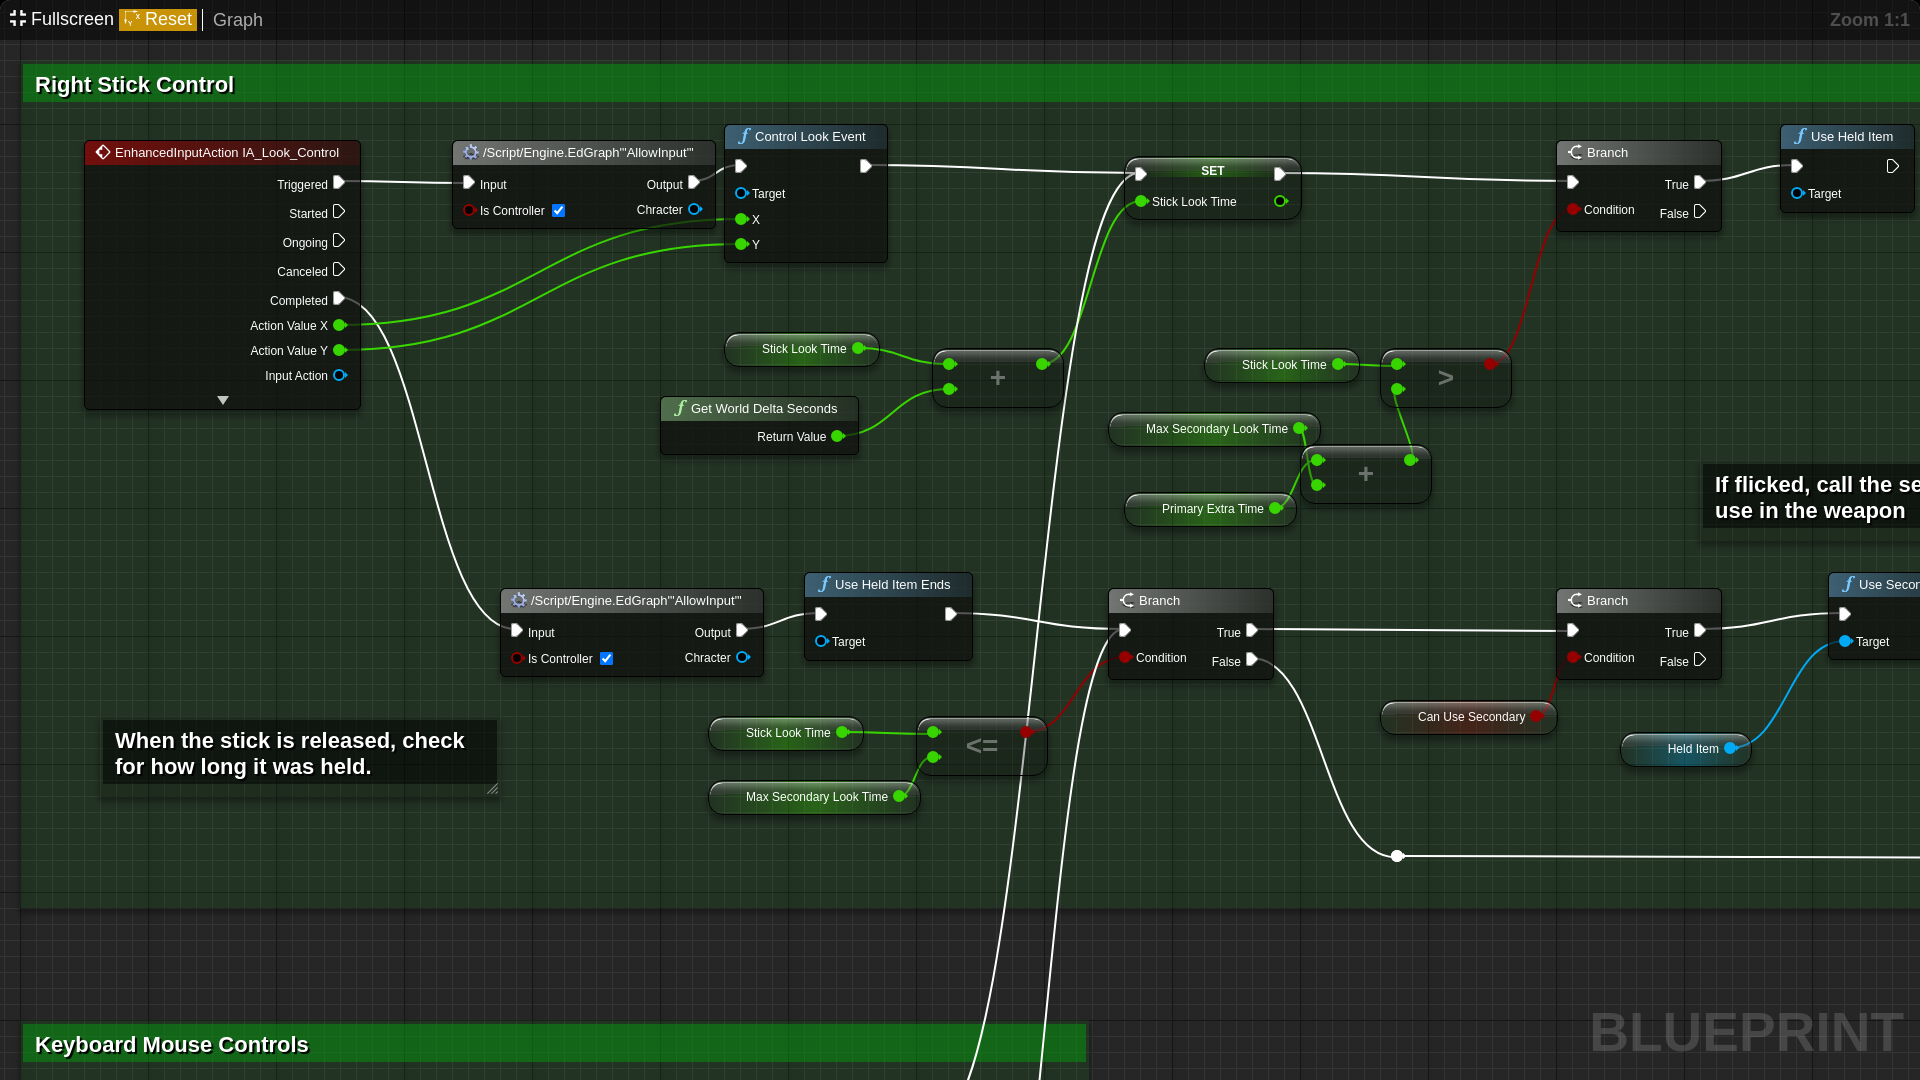 Fullscreen Reset Graph Zoom 1:1
Right Stick Control
EnhancedInputAction IA_Look_Control
Triggered
Started
Ongoing
Canceled
Completed
Action Value X
Action Value Y
Input Action
/Script/Engine.EdGraph'"AllowInput"'
Input Output
Is Controller Chracter
Control Look Event
Target
X
Y
SET
Stick Look Time
Branch
True
Condition
False
Use Held Item
Target
Stick Look Time
+
Get World Delta Seconds
Return Value
Stick Look Time
>
Max Secondary Look Time
+
Primary Extra Time
If flicked, call the se
use in the weapon
/Script/Engine.EdGraph'"AllowInput"'
Input Output
Is Controller Chracter
Use Held Item Ends
Target
Branch
True
Condition
False
Branch
True
Condition
False
Use Secon
Target
Can Use Secondary
Held Item
When the stick is released, check
for how long it was held.
Stick Look Time
<=
Max Secondary Look Time
Keyboard Mouse Controls
BLUEPRINT